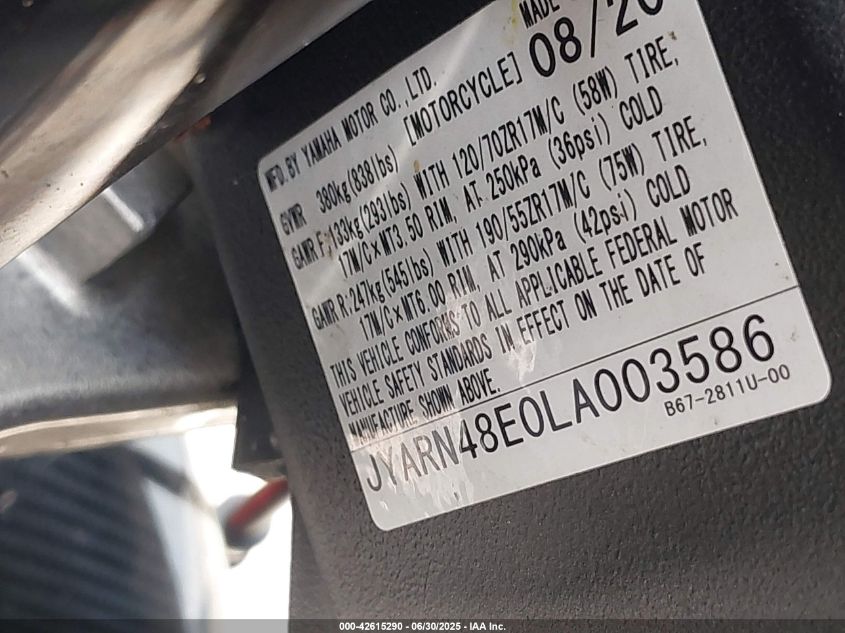 MADE
08/20
MFD. BY YAMAHA MOTOR CO.,LTD.
GVWR 380kg(838lbs) [MOTORCYCLE]
GAWR F:133kg(293lbs) WITH 120/70ZR17M/C (58W) TIRE,
17M/C×MT3.50 RIM, AT 250kPa (36psi) COLD
GAWR R:247kg(545lbs) WITH 190/55ZR17M/C (75W) TIRE,
17M/C×MT6.00 RIM, AT 290kPa (42psi) COLD
THIS VEHICLE CONFORMS TO ALL APPLICABLE FEDERAL MOTOR
VEHICLE SAFETY STANDARDS IN EFFECT ON THE DATE OF
MANUFACTURE SHOWN ABOVE.
JYARN48E0LA003586
B67-2811U-00
000-42615290 - 06/30/2025 - IAA Inc.